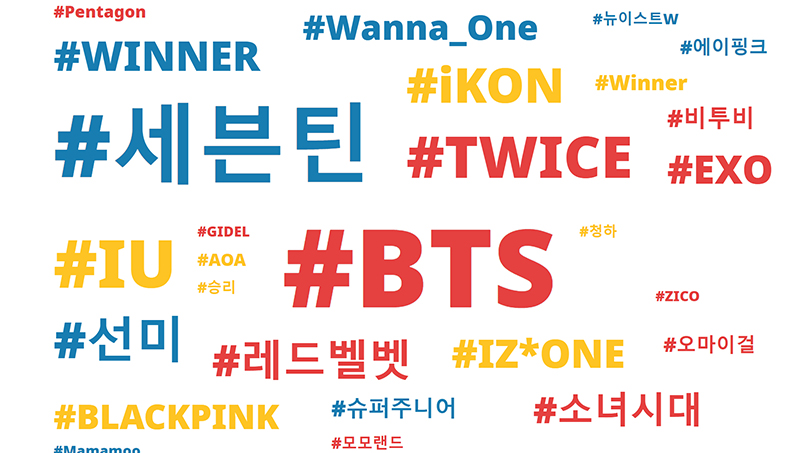 #Pentagon
#WINNER
#Wanna_One
#뉴이스트W
#에이핑크
#iKON
#Winner
#세븐틴
#TWICE
#비투비
#EXO
#IU
#GIDEL
#AOA
#승리
#BTS
#청하
#ZICO
#선미
#레드벨벳
#IZ*ONE
#오마이걸
#BLACKPINK
#슈퍼주니어
#소녀시대
#모모랜드
#Mamamoo